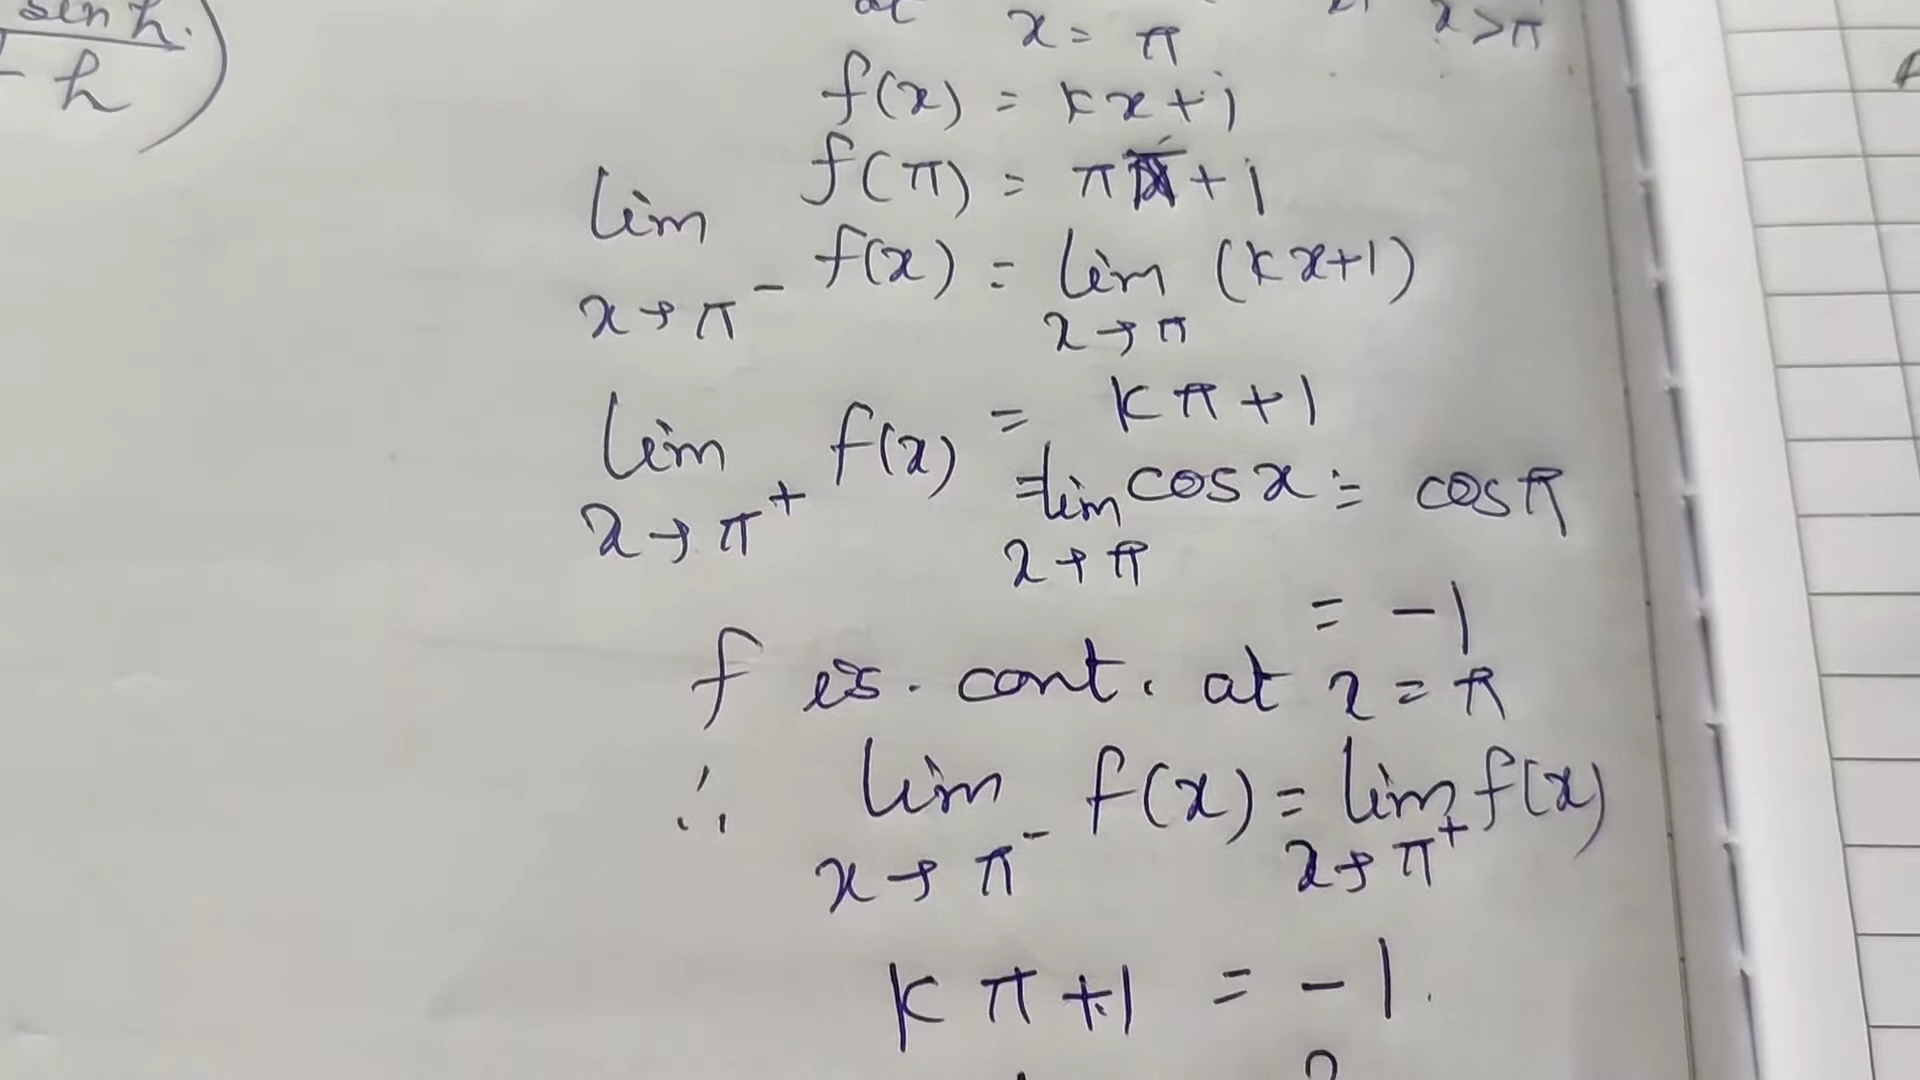 sin h.
- h )
x = π
x > π
f(x) = kx + 1
f(π) = π + 1
lim f(x) = lim (kx+1)
x → π⁻ x → π
= kπ + 1
lim f(x) = lim cos x = cos π
x → π⁺ x → π
= -1
f is. cont. at x = π
∴ lim f(x) = lim f(x)
x → π⁻ x → π⁺
kπ + 1 = -1.